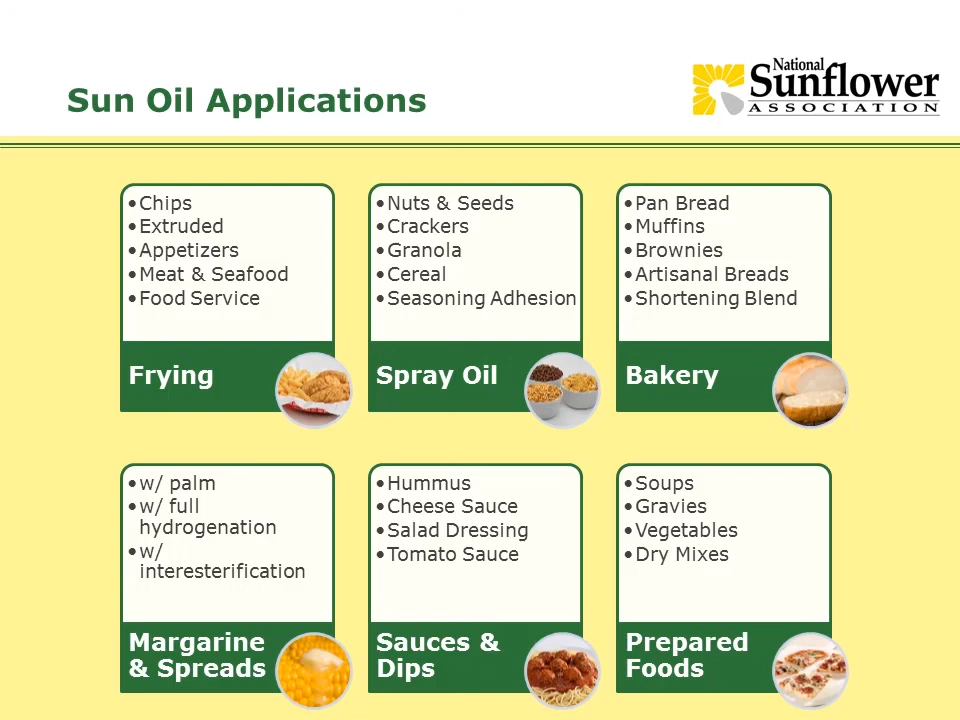 National
Sunflower
ASSOCIATION
Sun Oil Applications
•Chips
•Extruded
•Appetizers
•Meat & Seafood
•Food Service
Frying
•Nuts & Seeds
•Crackers
•Granola
•Cereal
•Seasoning Adhesion
Spray Oil
•Pan Bread
•Muffins
•Brownies
•Artisanal Breads
•Shortening Blend
Bakery
•w/ palm
•w/ full
hydrogenation
•w/
interesterification
Margarine
& Spreads
•Hummus
•Cheese Sauce
•Salad Dressing
•Tomato Sauce
Sauces &
Dips
•Soups
•Gravies
•Vegetables
•Dry Mixes
Prepared
Foods